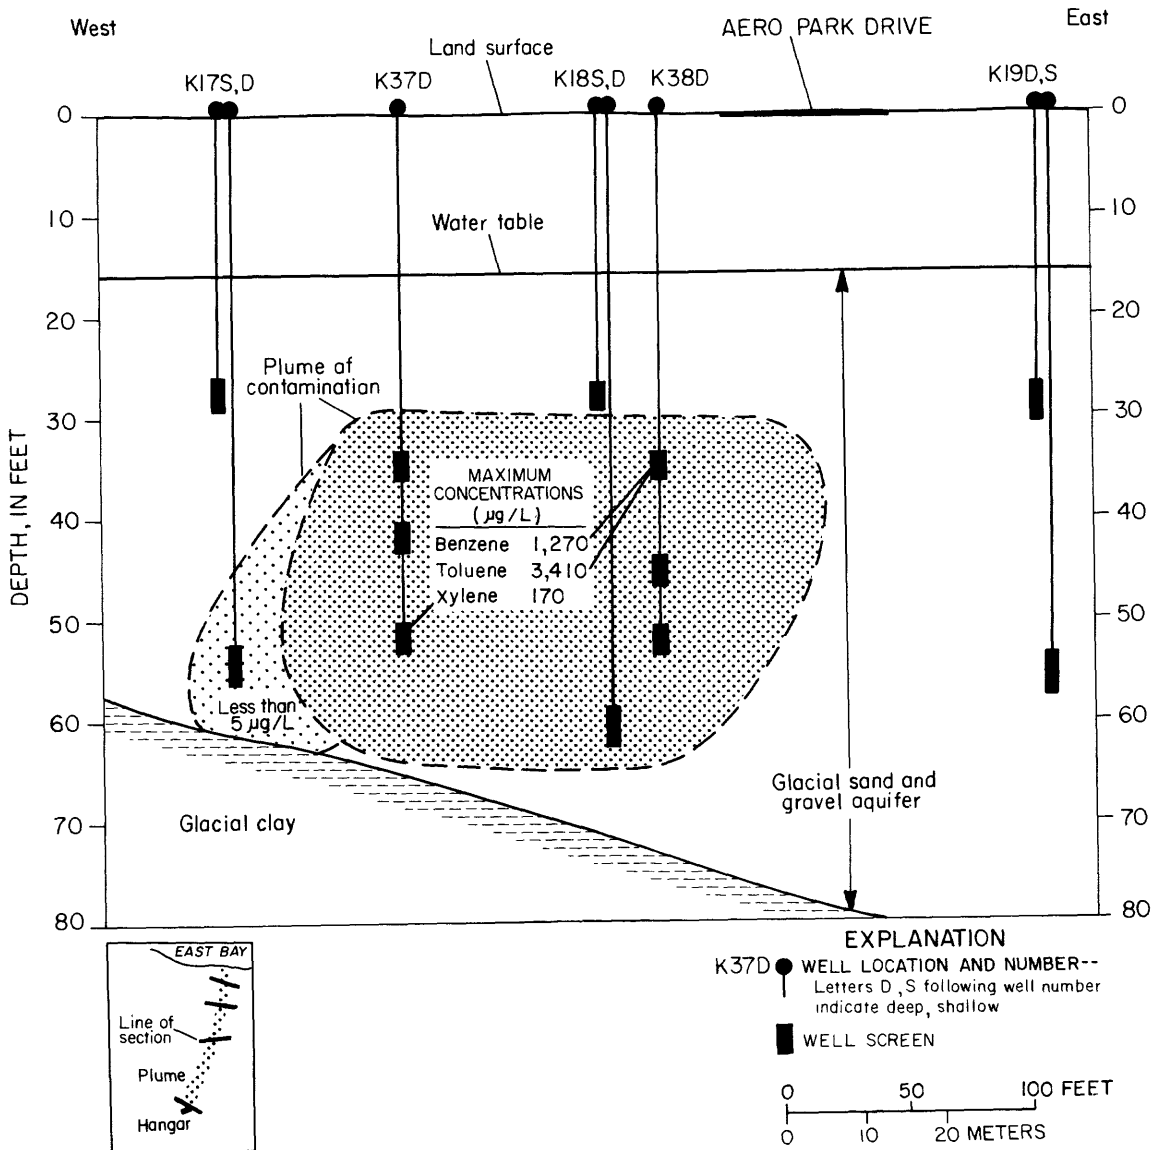 West
East
AERO PARK DRIVE
Land surface
K17S,D
K37D
K18S,D
K38D
K19D,S
0
0
10
10
Water table
20
20
Plume of
contamination
30
30
MAXIMUM
CONCENTRATIONS
(µg/L)
Benzene 1,270
Toluene 3,410
Xylene 170
40
40
DEPTH, IN FEET
50
50
Less than
5 µg/L
60
60
Glacial sand and
gravel aquifer
Glacial clay
70
70
80
80
EAST BAY
Line of
section
Plume
Hangar
EXPLANATION
K37D WELL LOCATION AND NUMBER--
Letters D, S following well number
indicate deep, shallow
WELL SCREEN
0 50 100 FEET
0 10 20 METERS